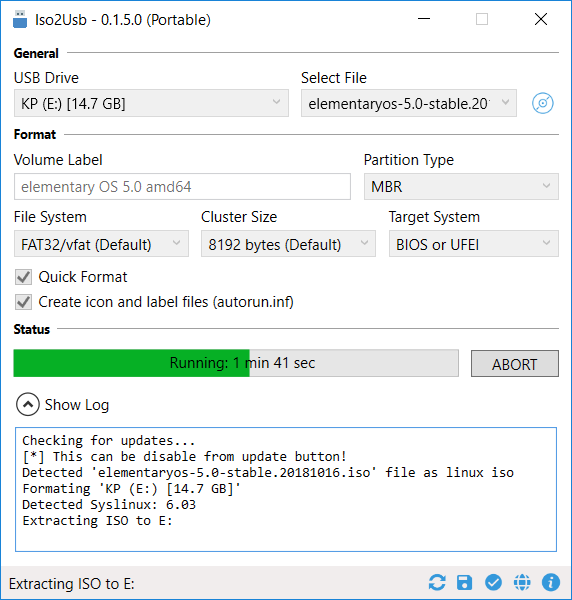 Iso2Usb - 0.1.5.0 (Portable)
General
USB Drive
Select File
KP (E:) [14.7 GB]
elementaryos-5.0-stable.201
Format
Volume Label
Partition Type
elementary OS 5.0 amd64
MBR
File System
Cluster Size
Target System
FAT32/vfat (Default)
8192 bytes (Default)
BIOS or UFEI
Quick Format
Create icon and label files (autorun.inf)
Status
Running: 1 min 41 sec
ABORT
Show Log
Checking for updates...
[*] This can be disable from update button!
Detected 'elementaryos-5.0-stable.20181016.iso' file as linux iso
Formating 'KP (E:) [14.7 GB]'
Detected Syslinux: 6.03
Extracting ISO to E:
Extracting ISO to E: